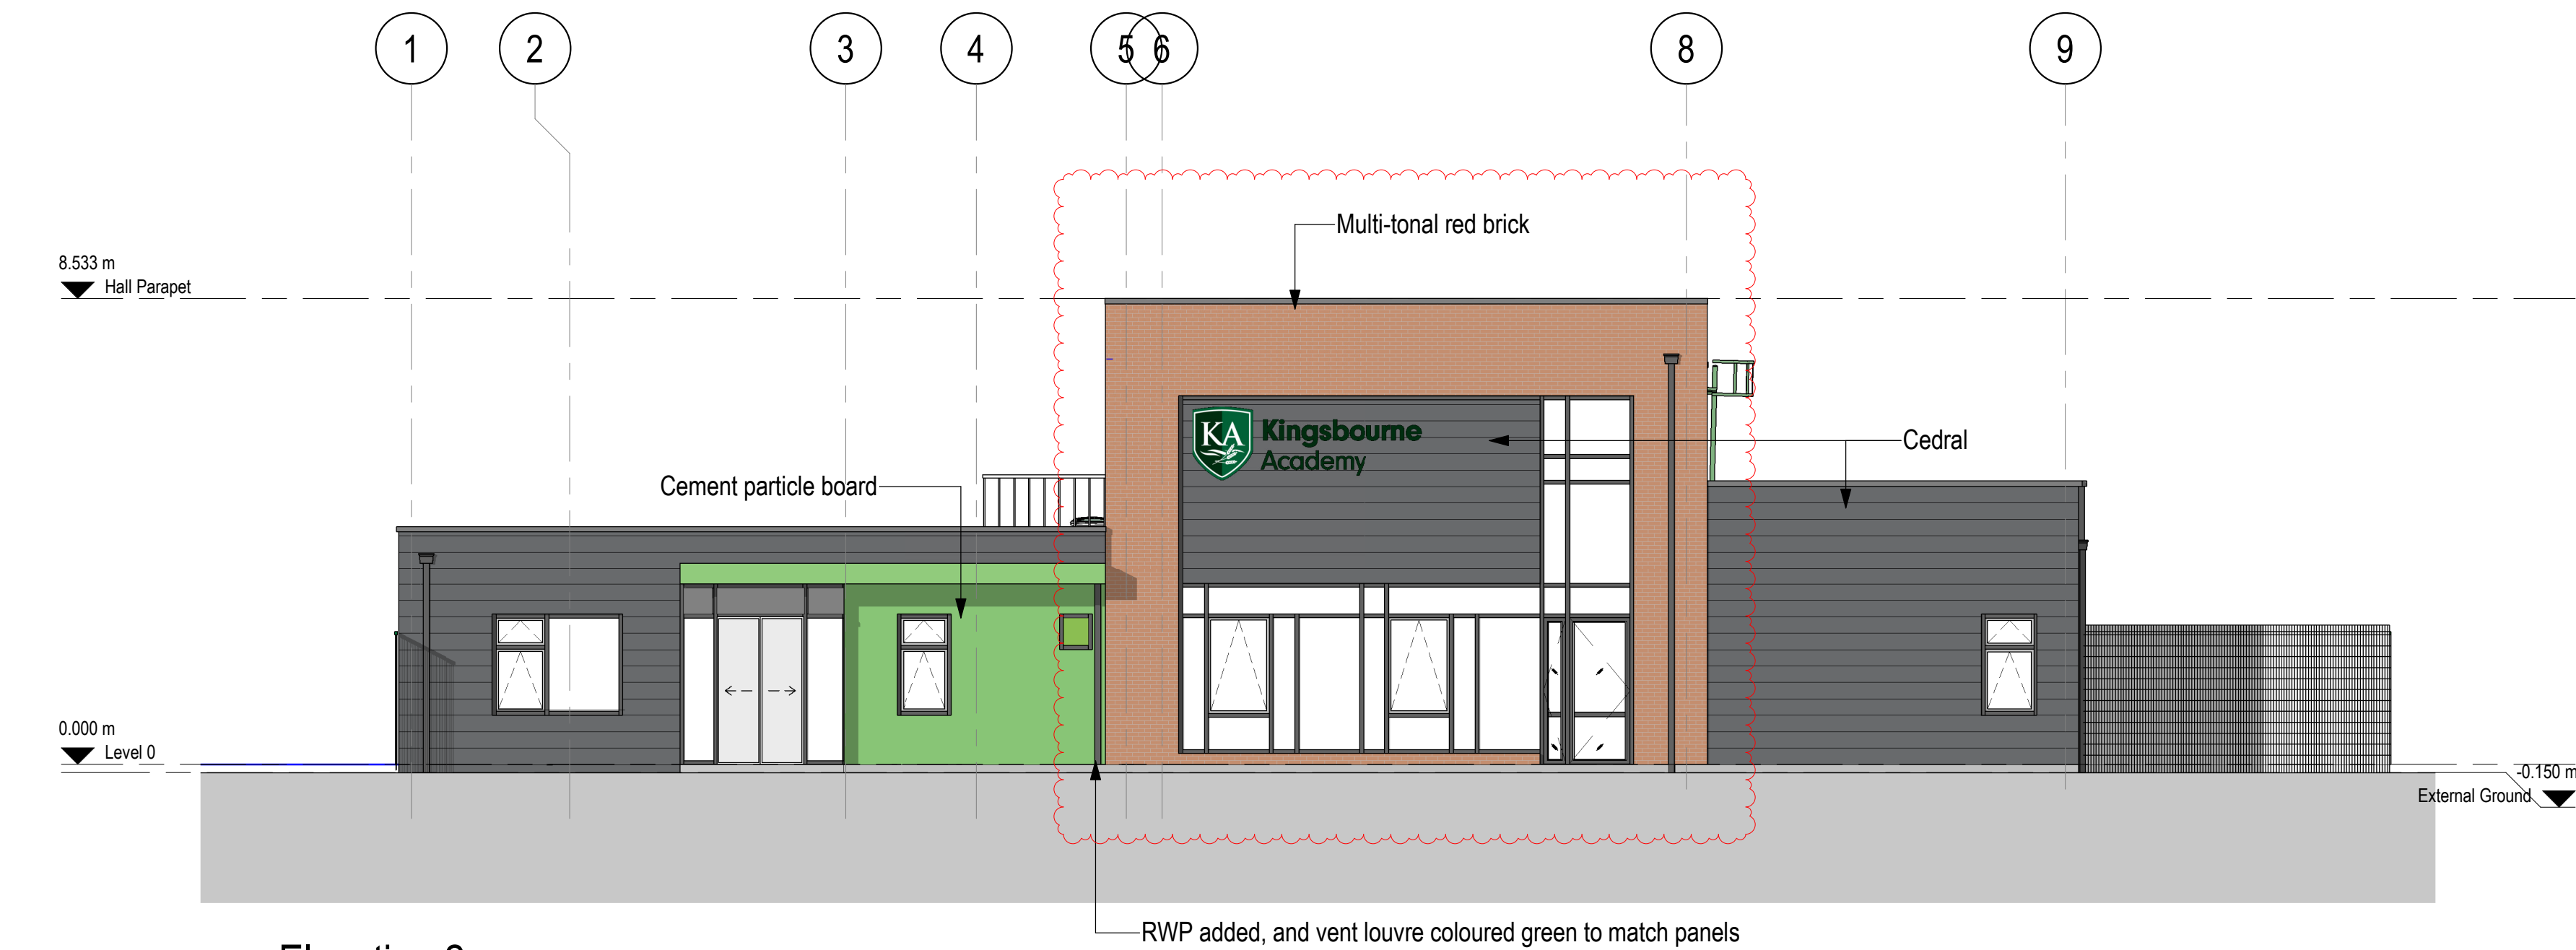 1
2
3
4
5
6
8
9
Multi-tonal red brick
8.533 m
Hall Parapet
KA
Kingsbourne
Academy
Cedral
Cement particle board
0.000 m
Level 0
-0.150 m
External Ground
RWP added, and vent louvre coloured green to match panels